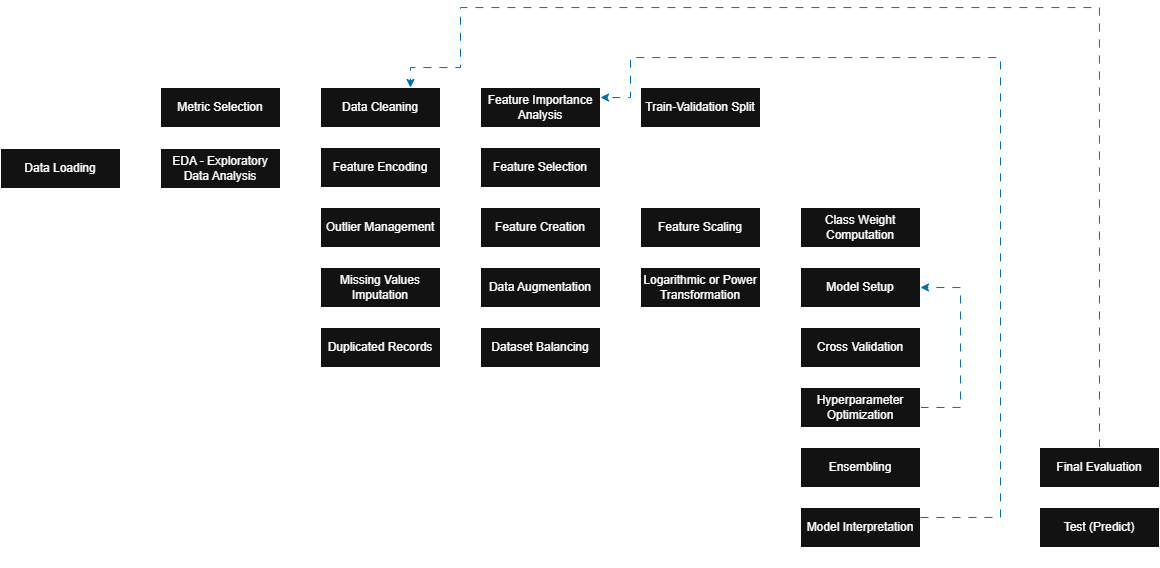 Data Loading
Metric Selection
EDA - Exploratory
Data Analysis
Data Cleaning
Feature Encoding
Outlier Management
Missing Values
Imputation
Duplicated Records
Feature Importance
Analysis
Feature Selection
Feature Creation
Data Augmentation
Dataset Balancing
Train-Validation Split
Feature Scaling
Logarithmic or Power
Transformation
Class Weight
Computation
Model Setup
Cross Validation
Hyperparameter
Optimization
Ensembling
Model Interpretation
Final Evaluation
Test (Predict)